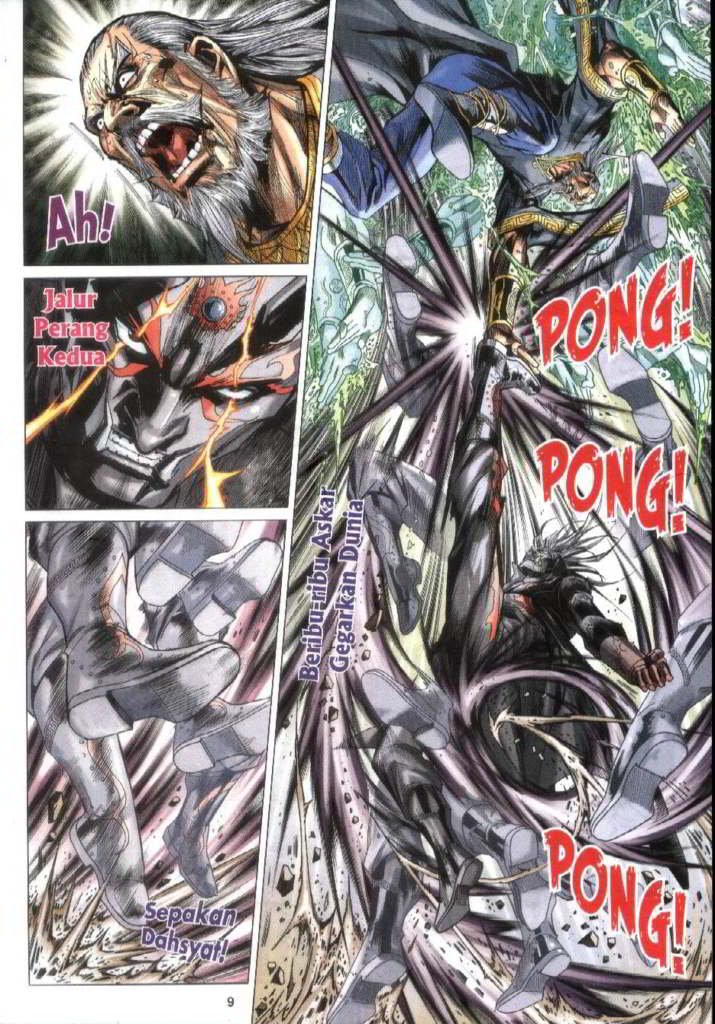 Ah!
Jalur
Perang
Kedua
Sepakan
Dahsyat!
Beribu-ribu Askar
Gegarkan Dunia
PONG!
PONG!
PONG!
9